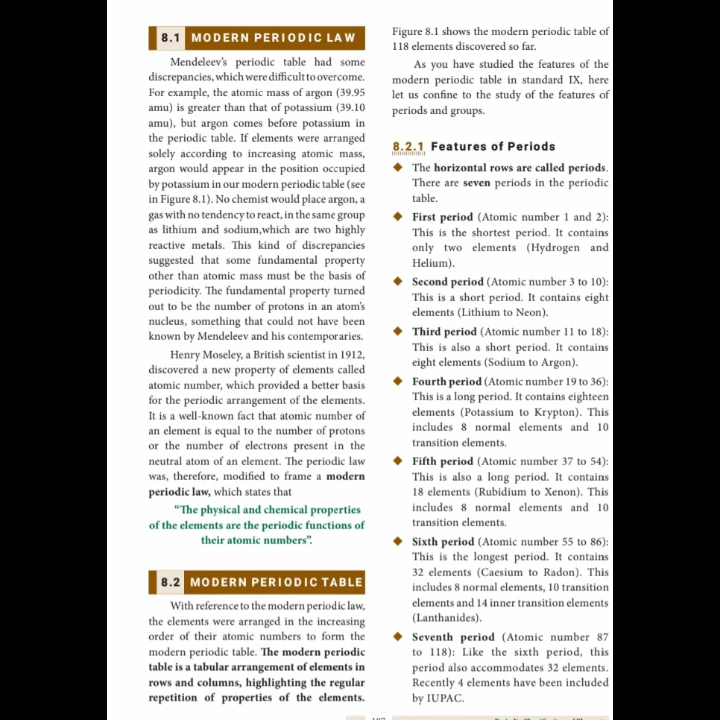 8.1 MODERN PERIODIC LAW
Mendeleev's periodic table had some
discrepancies, which were difficult to overcome.
For example, the atomic mass of argon (39.95
amu) is greater than that of potassium (39.10
amu), but argon comes before potassium in
the periodic table. If elements were arranged
solely according to increasing atomic mass,
argon would appear in the position occupied
by potassium in our modern periodic table (see
in Figure 8.1). No chemist would place argon, a
gas with no tendency to react, in the same group
as lithium and sodium,which are two highly
reactive metals. This kind of discrepancies
suggested that some fundamental property
other than atomic mass must be the basis of
periodicity. The fundamental property turned
out to be the number of protons in an atom's
nucleus, something that could not have been
known by Mendeleev and his contemporaries.
Henry Moseley, a British scientist in 1912,
discovered a new property of elements called
atomic number, which provided a better basis
for the periodic arrangement of the elements.
It is a well-known fact that atomic number of
an element is equal to the number of protons
or the number of electrons present in the
neutral atom of an element. The periodic law
was, therefore, modified to frame a modern
periodic law, which states that
“The physical and chemical properties
of the elements are the periodic functions of
their atomic numbers”.
8.2 MODERN PERIODIC TABLE
With reference to the modern periodic law,
the elements were arranged in the increasing
order of their atomic numbers to form the
modern periodic table. The modern periodic
table is a tabular arrangement of elements in
rows and columns, highlighting the regular
repetition of properties of the elements.
Figure 8.1 shows the modern periodic table of
118 elements discovered so far.
As you have studied the features of the
modern periodic table in standard IX, here
let us confine to the study of the features of
periods and groups.
8.2.1 Features of Periods
The horizontal rows are called periods.
There are seven periods in the periodic
table.
First period (Atomic number 1 and 2):
This is the shortest period. It contains
only two elements (Hydrogen and
Helium).
Second period (Atomic number 3 to 10):
This is a short period. It contains eight
elements (Lithium to Neon).
Third period (Atomic number 11 to 18):
This is also a short period. It contains
eight elements (Sodium to Argon).
Fourth period (Atomic number 19 to 36):
This is a long period. It contains eighteen
elements (Potassium to Krypton). This
includes 8 normal elements and 10
transition elements.
Fifth period (Atomic number 37 to 54):
This is also a long period. It contains
18 elements (Rubidium to Xenon). This
includes 8 normal elements and 10
transition elements.
Sixth period (Atomic number 55 to 86):
This is the longest period. It contains
32 elements (Caesium to Radon). This
includes 8 normal elements, 10 transition
elements and 14 inner transition elements
(Lanthanides).
Seventh period (Atomic number 87
to 118): Like the sixth period, this
period also accommodates 32 elements.
Recently 4 elements have been included
by IUPAC.